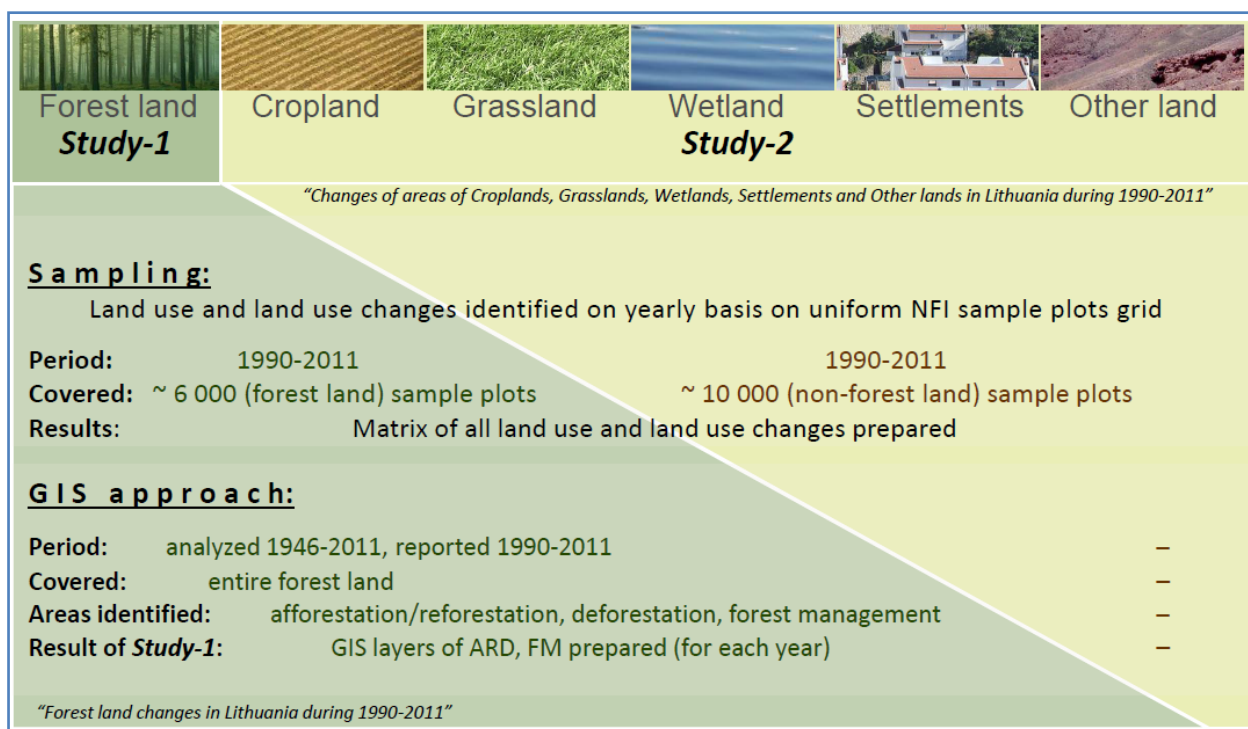 Forest land Cropland Grassland Wetland Settlements Other land
Study-1 Study-2
“Changes of areas of Croplands, Grasslands, Wetlands, Settlements and Other lands in Lithuania during 1990-2011”
Sampling:
Land use and land use changes identified on yearly basis on uniform NFI sample plots grid
Period: 1990-2011 1990-2011
Covered: ~ 6 000 (forest land) sample plots ~ 10 000 (non-forest land) sample plots
Results: Matrix of all land use and land use changes prepared
GIS approach:
Period: analyzed 1946-2011, reported 1990-2011 –
Covered: entire forest land –
Areas identified: afforestation/reforestation, deforestation, forest management –
Result of Study-1: GIS layers of ARD, FM prepared (for each year) –
“Forest land changes in Lithuania during 1990-2011”